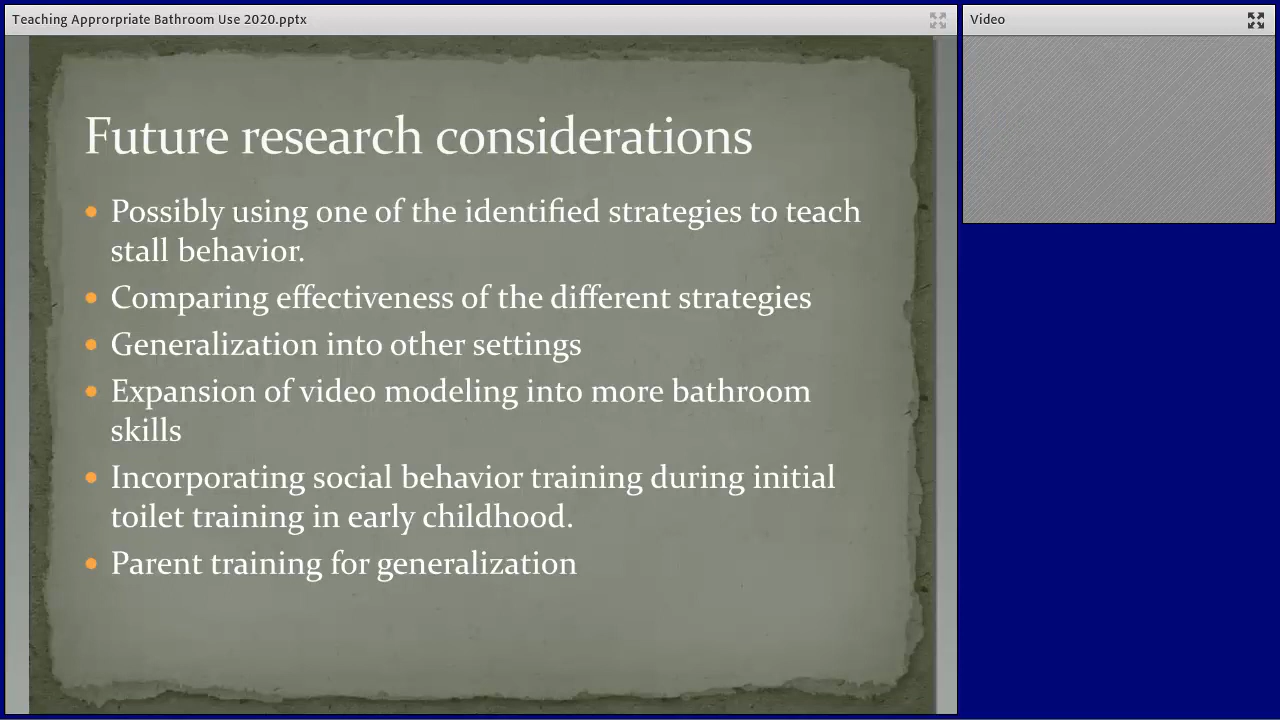 Teaching Approrpriate Bathroom Use 2020.pptx
Video
Future research considerations
Possibly using one of the identified strategies to teach
stall behavior.
Comparing effectiveness of the different strategies
Generalization into other settings
Expansion of video modeling into more bathroom
skills
Incorporating social behavior training during initial
toilet training in early childhood.
Parent training for generalization